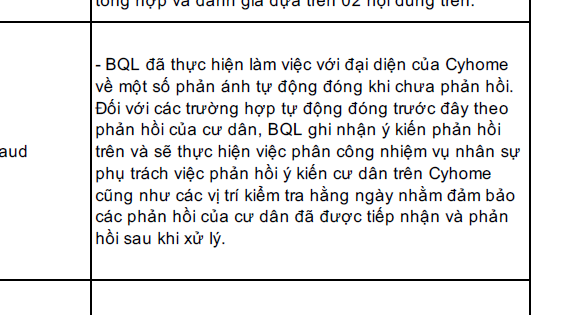 tổng hợp và đánh giá dựa trên 02 nội dung trên.
- BQL đã thực hiện làm việc với đại diện của Cyhome
về một số phản ánh tự động đóng khi chưa phản hồi.
Đối với các trường hợp tự động đóng trước đây theo
phản hồi của cư dân, BQL ghi nhận ý kiến phản hồi
trên và sẽ thực hiện việc phân công nhiệm vụ nhân sự
phụ trách việc phản hồi ý kiến cư dân trên Cyhome
cũng như các vị trí kiểm tra hằng ngày nhằm đảm bảo
các phản hồi của cư dân đã được tiếp nhận và phản
hồi sau khi xử lý.
aud